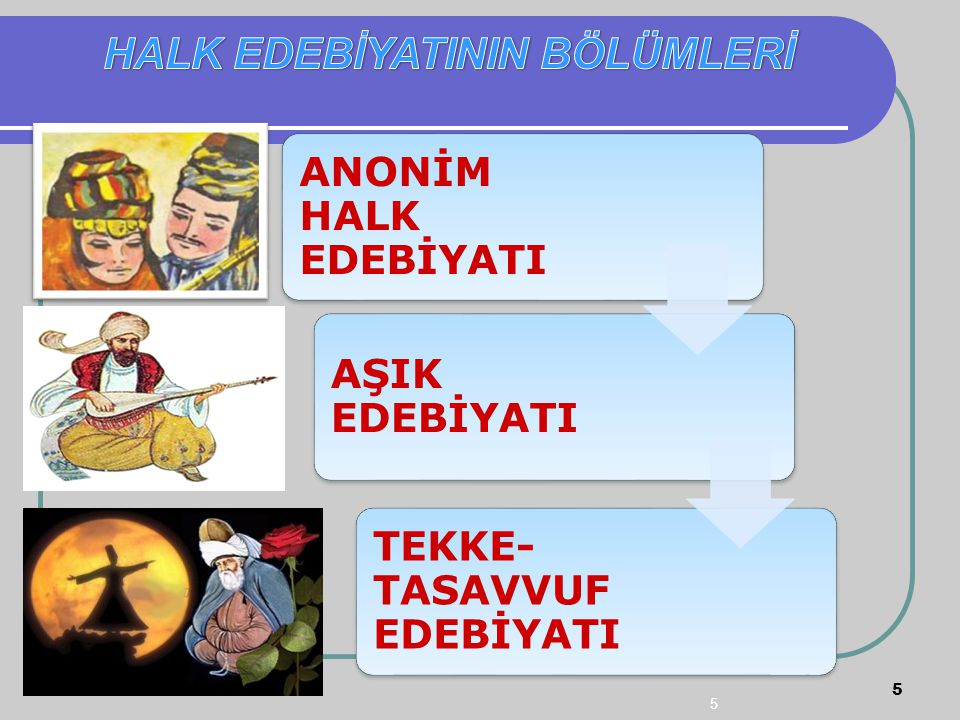 HALK EDEBİYATININ BÖLÜMLERİ
ANONİM
HALK
EDEBİYATI
AŞIK
EDEBİYATI
TEKKE-
TASAVVUF
EDEBİYATI
5
5